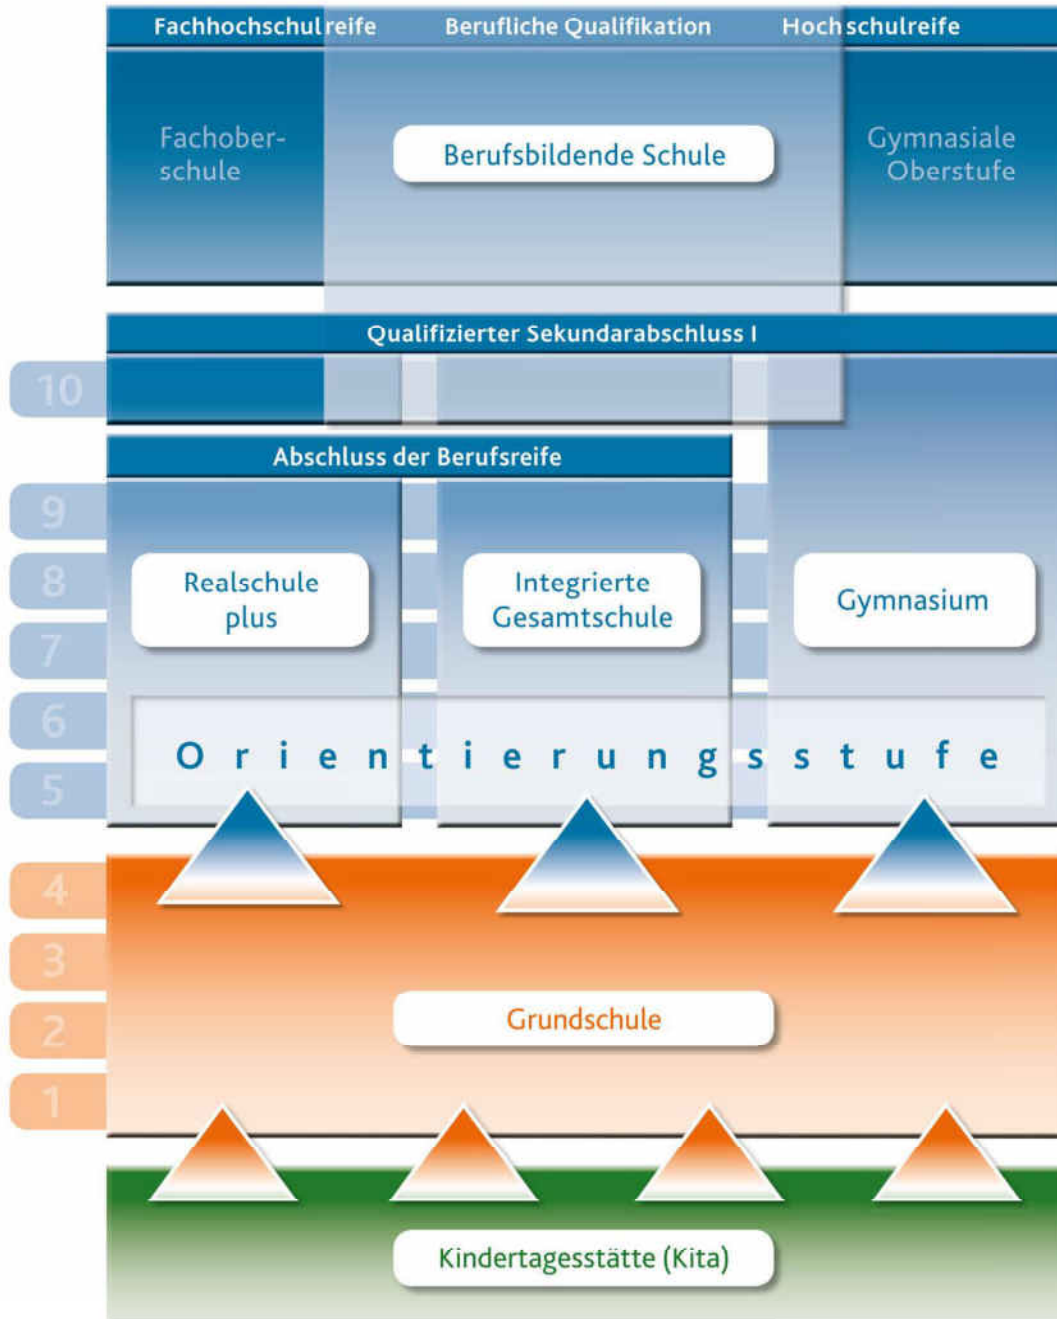 Fachhochschulreife Berufliche Qualifikation Hochschulreife
Fachober-
schule
Berufsbildende Schule
Gymnasiale
Oberstufe
Qualifizierter Sekundarabschluss I
10
Abschluss der Berufsreife
9
8
7
6
5
Realschule
plus
Integrierte
Gesamtschule
Gymnasium
Orientierungsstufe
4
3
2
1
Grundschule
Kindertagesstätte (Kita)